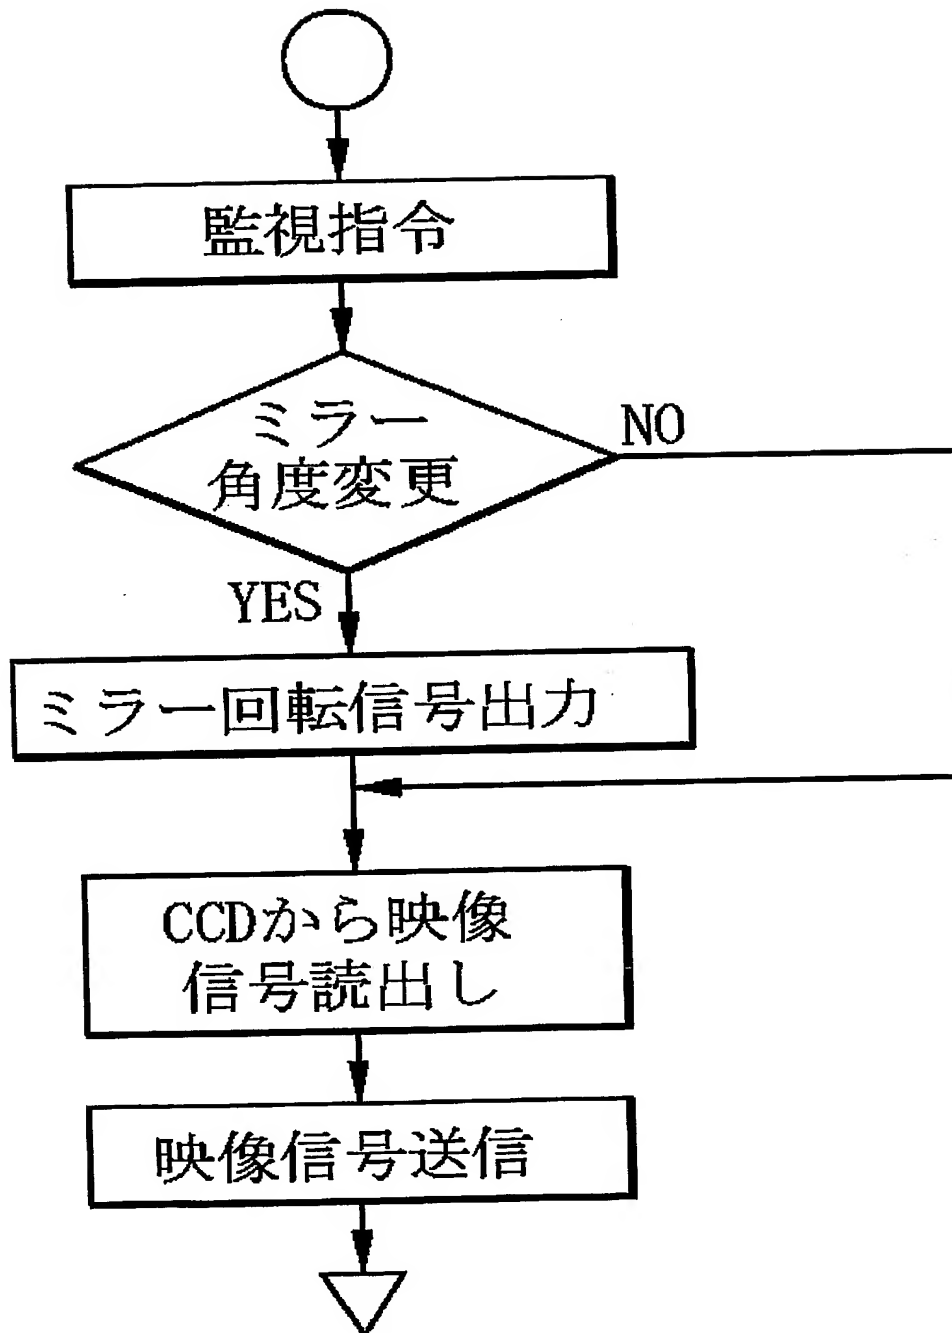 監視指令
ミラー
角度変更
NO
YES
ミラー回転信号出力
CCDから映像
信号読出し
映像信号送信